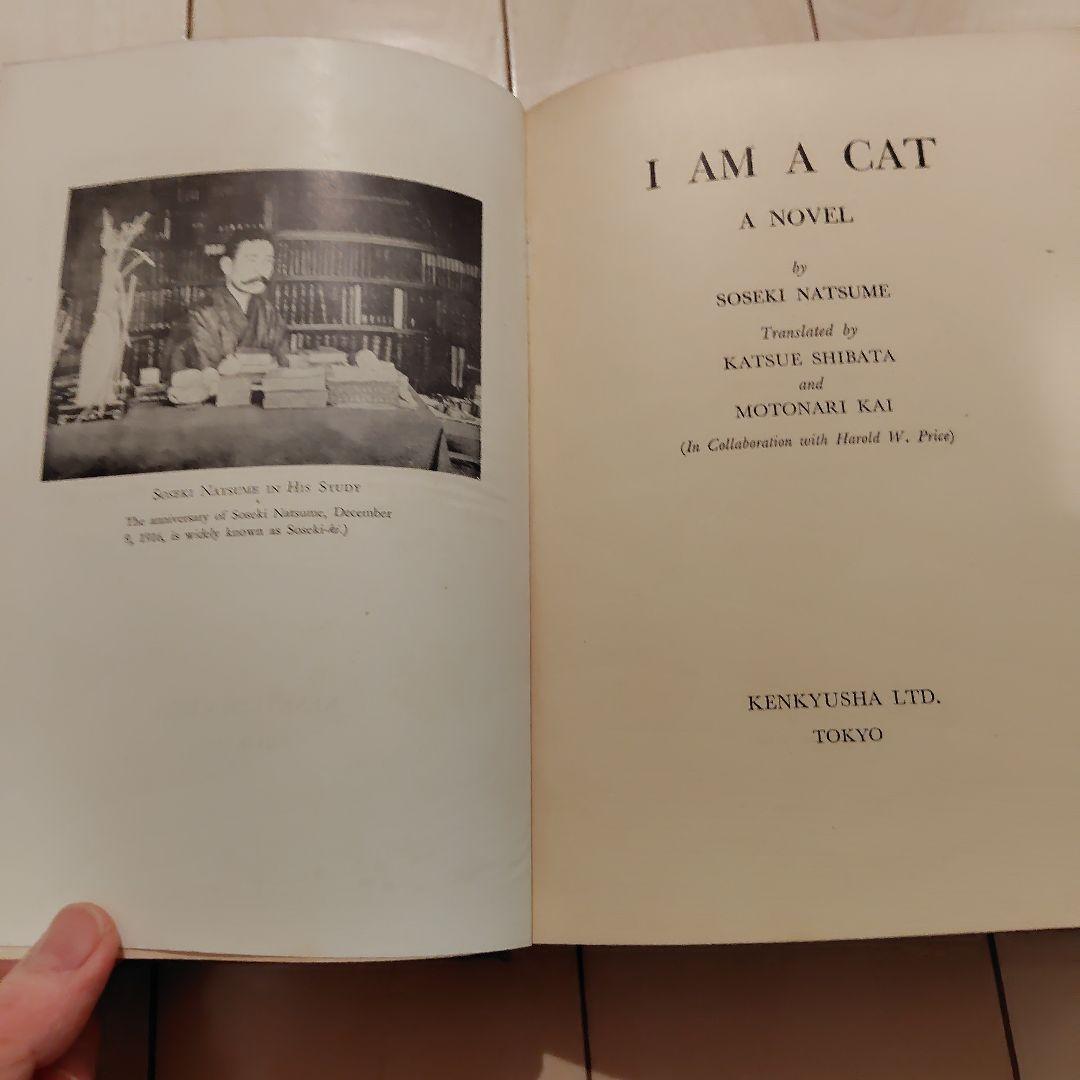 SOSEKI NATSUME IN HIS STUDY
The anniversary of Soseki Natsume, December
9, 1916, is widely known as Soseki-ki.)
I AM A CAT
A NOVEL
by
SOSEKI NATSUME
Translated by
KATSUE SHIBATA
and
MOTONARI KAI
(In Collaboration with Harold W. Price)
KENKYUSHA LTD.
TOKYO